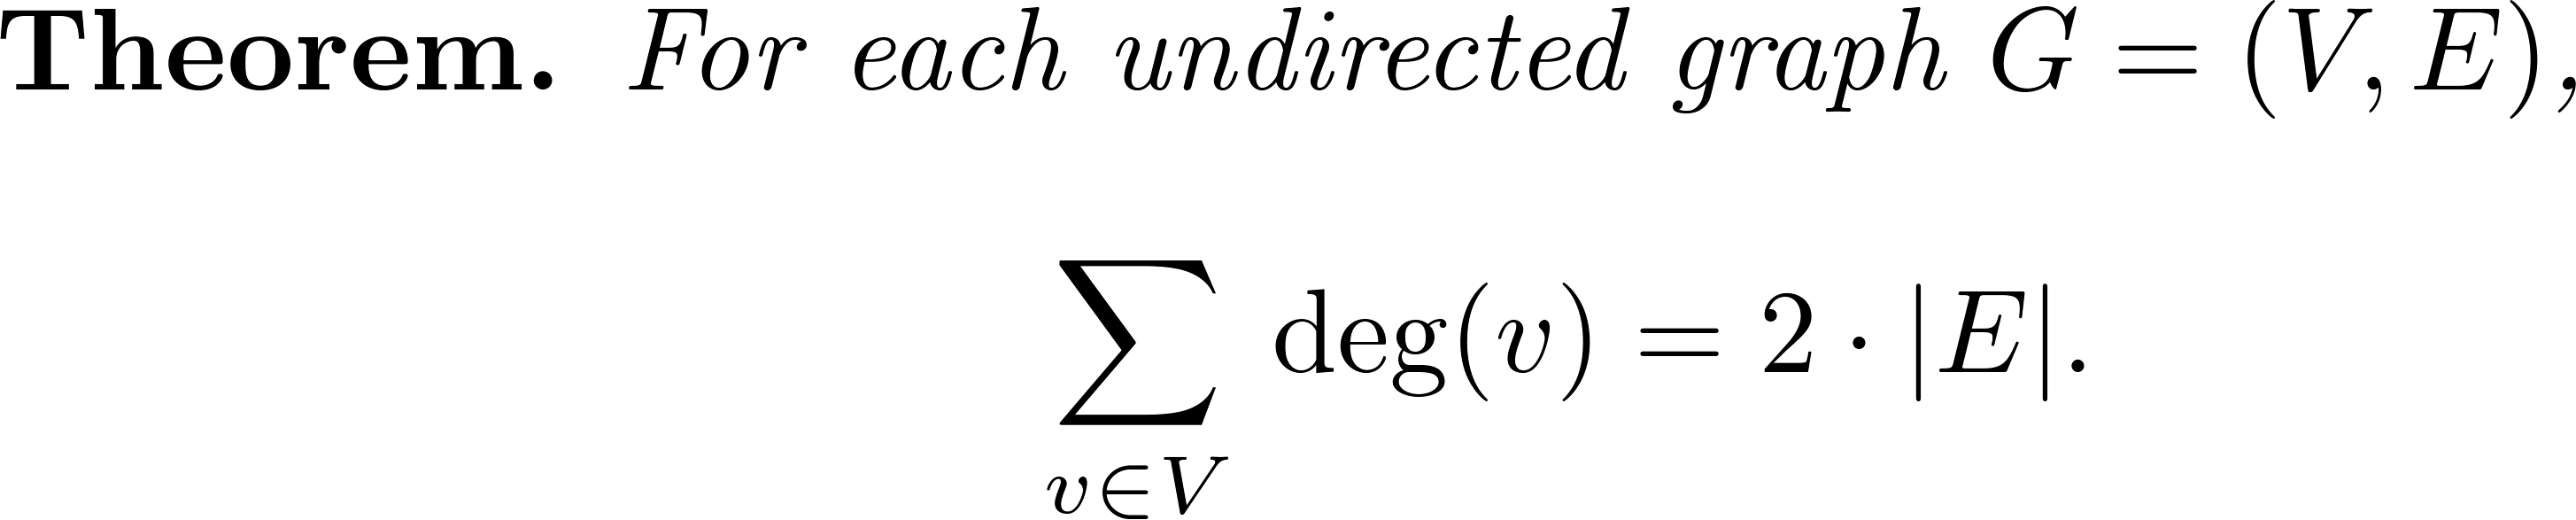 Theorem. For each undirected graph G = (V, E),
∑_{v∈V} deg(v) = 2 · |E|.